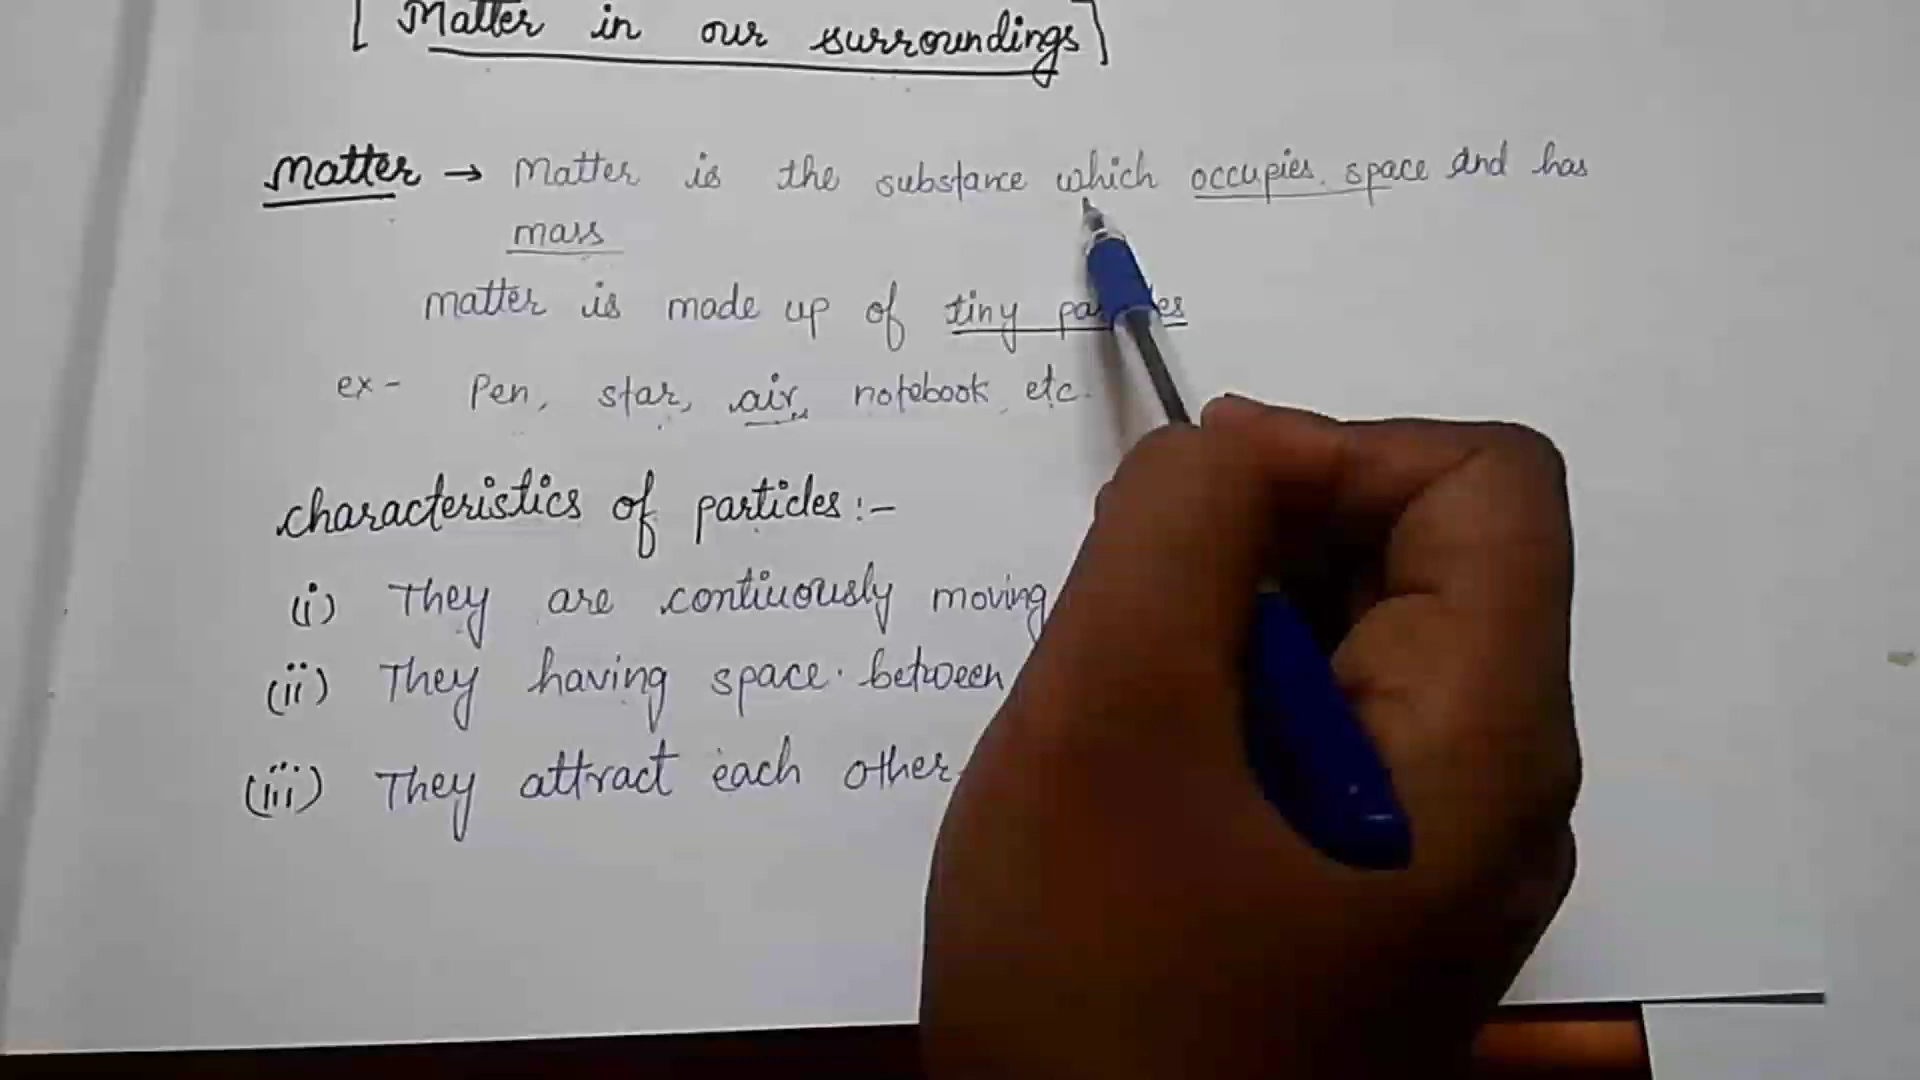 [ Matter in our surroundings ]
Matter → Matter is the substance which occupies space and has
mass
matter is made up of tiny
ex- Pen, star, air, notebook, etc.
characteristics of particles :-
(i) They are contiuously moving
(ii) They having space between
(iii) They attract each other